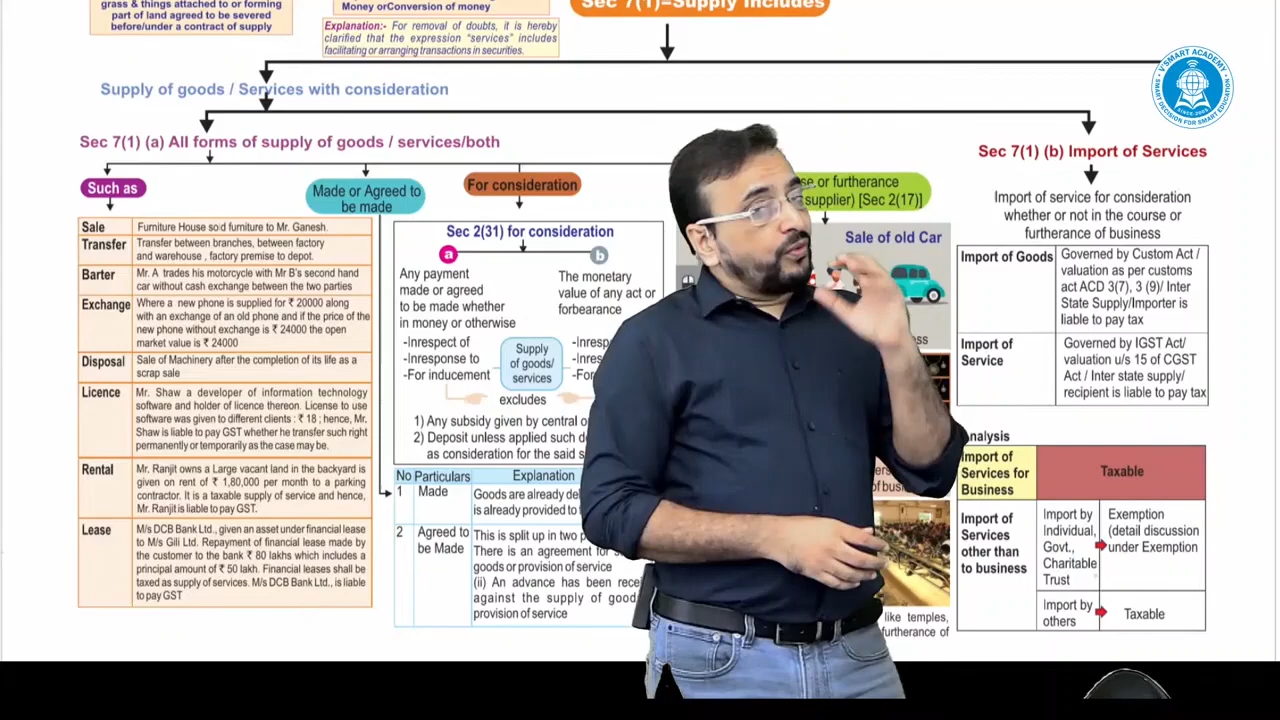 grass & things attached to or forming
part of land agreed to be severed
before/under a contract of supply
Money orConversion of money
Explanation:- For removal of doubts, it is hereby
clarified that the expression “services” includes
facilitating or arranging transactions in securities.
Sec 7(1)=Supply Includes
V'SMART ACADEMY
SINCE 2005
SMART DECISION FOR SMART EDUCATION
Supply of goods / Services with consideration
Sec 7(1) (a) All forms of supply of goods / services/both
Such as
Sale
Furniture House sold furniture to Mr. Ganesh.
Transfer
Transfer between branches, between factory
and warehouse , factory premise to depot.
Barter
Mr. A trades his motorcycle with Mr B's second hand
car without cash exchange between the two parties
Exchange
Where a new phone is supplied for ₹ 20000 along
with an exchange of an old phone and if the price of the
new phone without exchange is ₹ 24000 the open
market value is ₹ 24000
Disposal
Sale of Machinery after the completion of its life as a
scrap sale
Licence
Mr. Shaw a developer of information technology
software and holder of licence thereon. License to use
software was given to different clients : ₹ 18 ; hence, Mr.
Shaw is liable to pay GST whether he transfer such right
permanently or temporarily as the case may be.
Rental
Mr. Ranjit owns a Large vacant land in the backyard is
given on rent of ₹ 1,80,000 per month to a parking
contractor. It is a taxable supply of service and hence,
Mr. Ranjit is liable to pay GST.
Lease
M/s DCB Bank Ltd., given an asset under financial lease
to M/s Gili Ltd. Repayment of financial lease made by
the customer to the bank ₹ 80 lakhs which includes a
principal amount of ₹ 50 lakh. Financial leases shall be
taxed as supply of services. M/s DCB Bank Ltd., is liable
to pay GST
Made or Agreed to
be made
For consideration
Sec 2(31) for consideration
a
b
Any payment
made or agreed
to be made whether
in money or otherwise
-Inrespect of
-Inresponse to
-For inducement
The monetary
value of any act or
forbearance
Supply
of goods/
services
-Inresp
-Inres
-For
excludes
1) Any subsidy given by central o
2) Deposit unless applied such de
as consideration for the said s
No Particulars Explanation
1 Made
Goods are already del
is already provided to
2 Agreed to
be Made
This is split up in two p
There is an agreement for
goods or provision of service
(ii) An advance has been rece
against the supply of good
provision of service
or furtherance
supplier) [Sec 2(17)]
Sale of old Car
ess
of busi
like temples,
furtherance of
Sec 7(1) (b) Import of Services
Import of service for consideration
whether or not in the course or
furtherance of business
Import of Goods
Governed by Custom Act /
valuation as per customs
act ACD 3(7), 3 (9)/ Inter
State Supply/Importer is
liable to pay tax
Import of
Service
Governed by IGST Act/
valuation u/s 15 of CGST
Act / Inter state supply/
recipient is liable to pay tax
Analysis
Import of
Services for
Business
Taxable
Import of
Services
other than
to business
Import by
Individual,
Govt.,
Charitable
Trust
Exemption
(detail discussion
under Exemption
Import by
others
Taxable